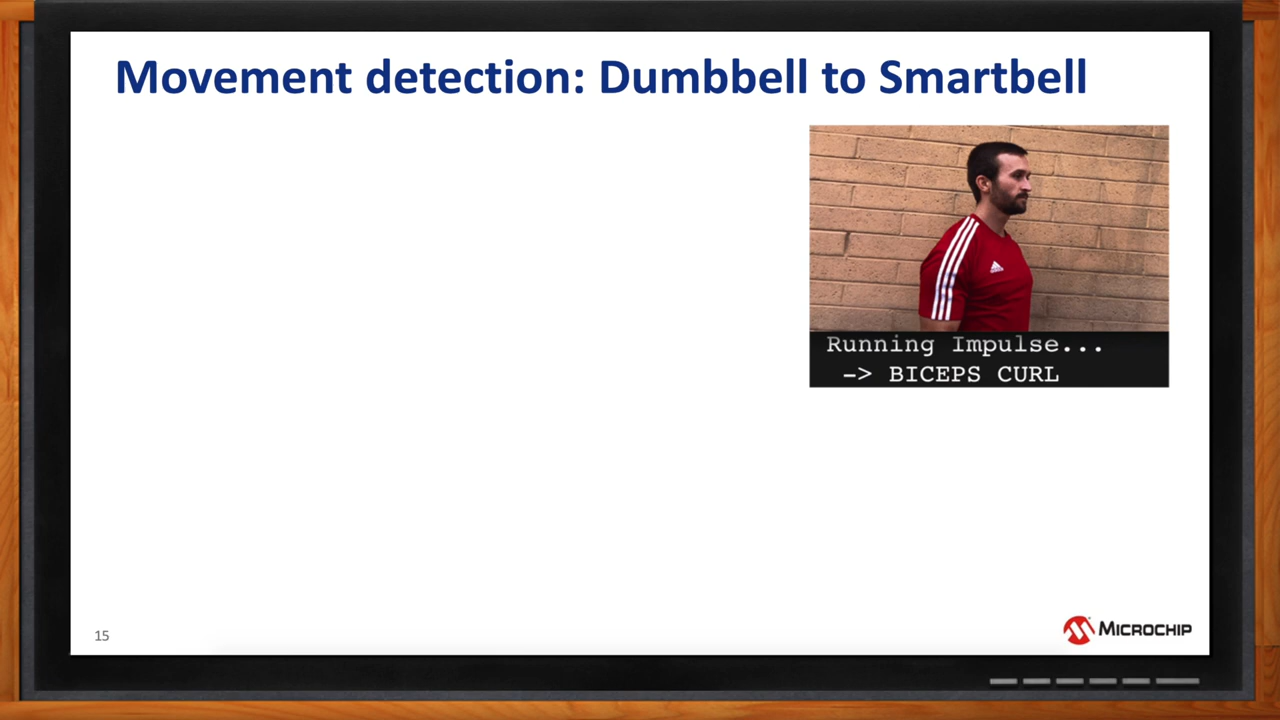 Movement detection: Dumbbell to Smartbell
Running Impulse...
-> BICEPS CURL
15
MICROCHIP